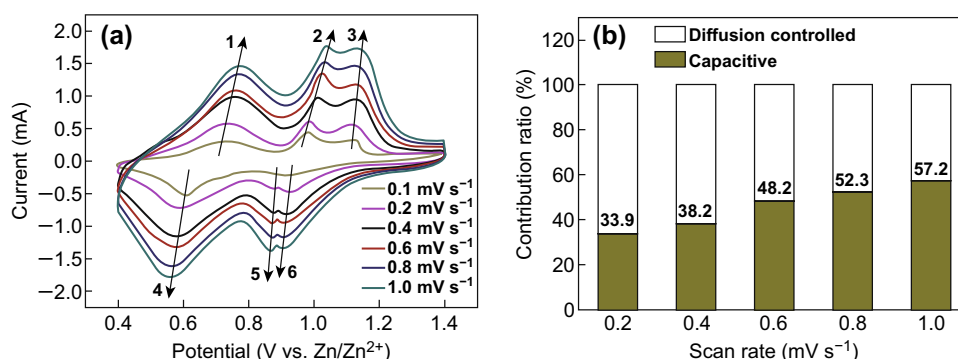 (a)
2.0
1.5
1.0
0.5
0.0
−0.5
−1.0
−1.5
−2.0
Current (mA)
1
2
3
4
5
6
0.1 mV s⁻¹
0.2 mV s⁻¹
0.4 mV s⁻¹
0.6 mV s⁻¹
0.8 mV s⁻¹
1.0 mV s⁻¹
0.4 0.6 0.8 1.0 1.2 1.4
Potential (V vs. Zn/Zn²⁺)
(b)
Diffusion controlled
Capacitive
120
100
80
60
40
20
0
Contribution ratio (%)
33.9 38.2 48.2 52.3 57.2
0.2 0.4 0.6 0.8 1.0
Scan rate (mV s⁻¹)